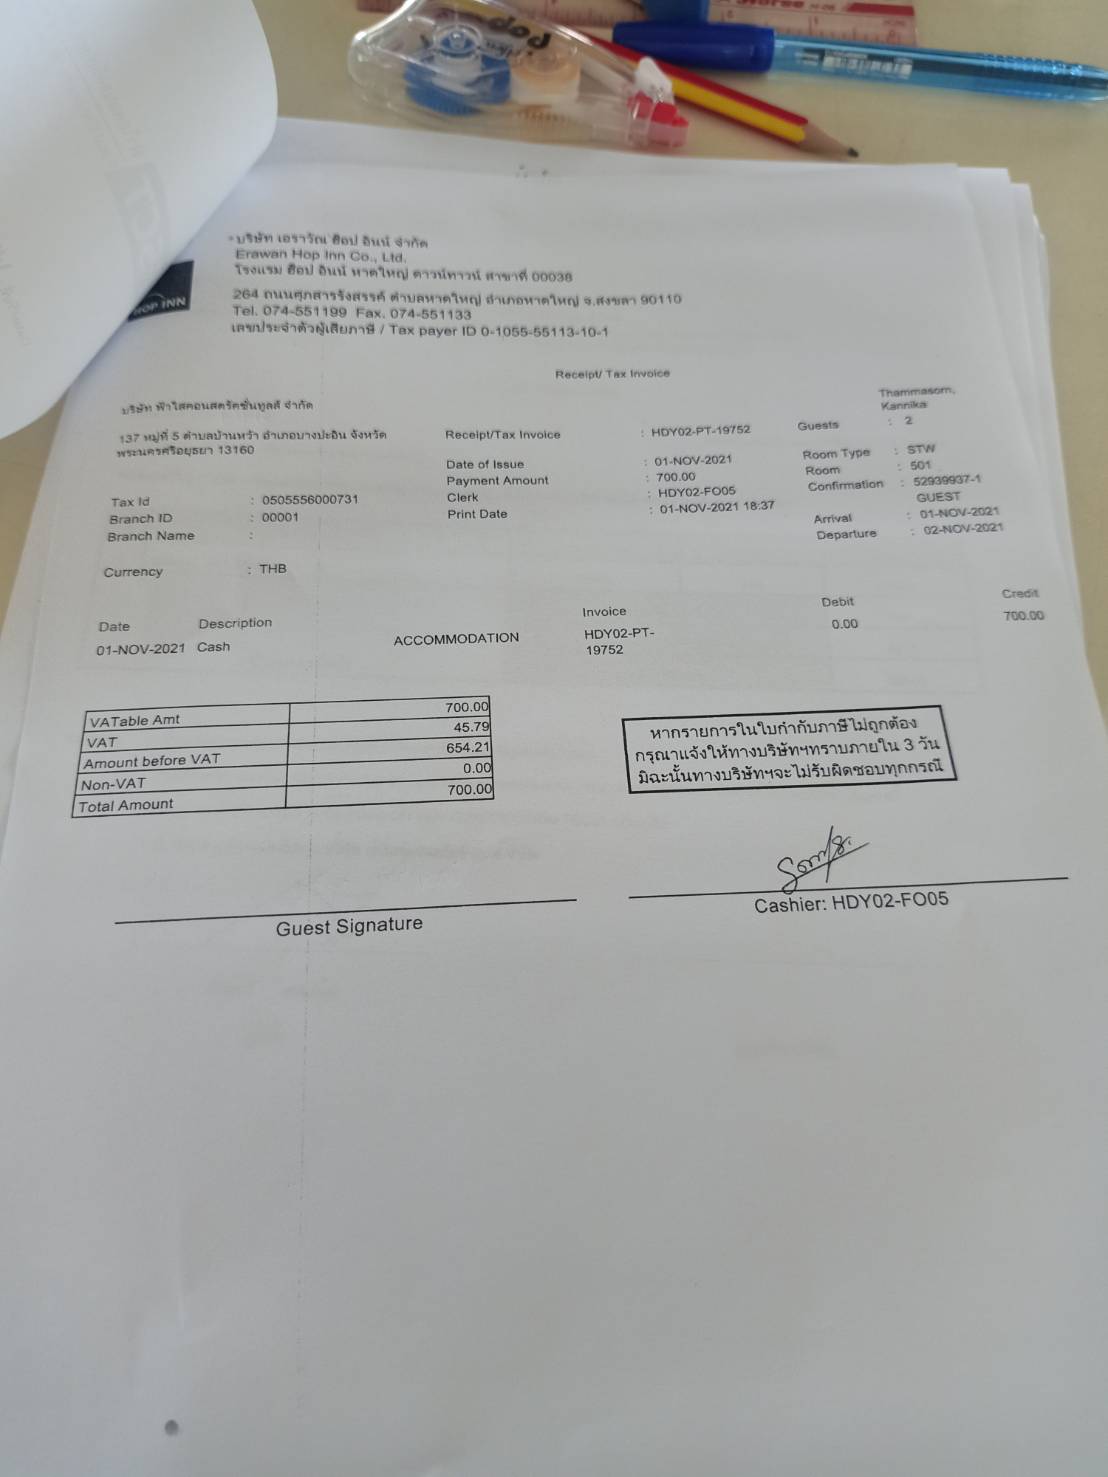 HOP INN
บริษัท เอราวัณ ฮ็อป อินน์ จำกัด
Erawan Hop Inn Co., Ltd.
โรงแรม ฮ็อป อินน์ หาดใหญ่ ดาวน์ทาวน์ สาขาที่ 00038
264 ถนนศุภสารรังสรรค์ ตำบลหาดใหญ่ อำเภอหาดใหญ่ จ.สงขลา 90110
Tel. 074-551199 Fax. 074-551133
เลขประจำตัวผู้เสียภาษี / Tax payer ID 0-1055-55113-10-1
Receipt/ Tax Invoice
บริษัท ฟ้าใสคอนสตรัคชั่นทูลส์ จำกัด
137 หมู่ที่ 5 ตำบลบ้านหว้า อำเภอบางปะอิน จังหวัด
พระนครศรีอยุธยา 13160
Tax Id : 0505556000731
Branch ID : 00001
Branch Name :
Currency : THB
Receipt/Tax Invoice : HDY02-PT-19752
Date of Issue : 01-NOV-2021
Payment Amount : 700.00
Clerk : HDY02-FO05
Print Date : 01-NOV-2021 18:37
Thammasorn,
Kannika
Guests : 2
Room Type : STW
Room : 501
Confirmation : 52939937-1
GUEST
Arrival : 01-NOV-2021
Departure : 02-NOV-2021
Date Description Invoice Debit Credit
01-NOV-2021 Cash ACCOMMODATION HDY02-PT- 0.00 700.00
19752
VATable Amt 700.00
VAT 45.79
Amount before VAT 654.21
Non-VAT 0.00
Total Amount 700.00
หากรายการในใบกำกับภาษีไม่ถูกต้อง
กรุณาแจ้งให้ทางบริษัทฯทราบภายใน 3 วัน
มิฉะนั้นทางบริษัทฯจะไม่รับผิดชอบทุกกรณี
Guest Signature
Cashier: HDY02-FO05